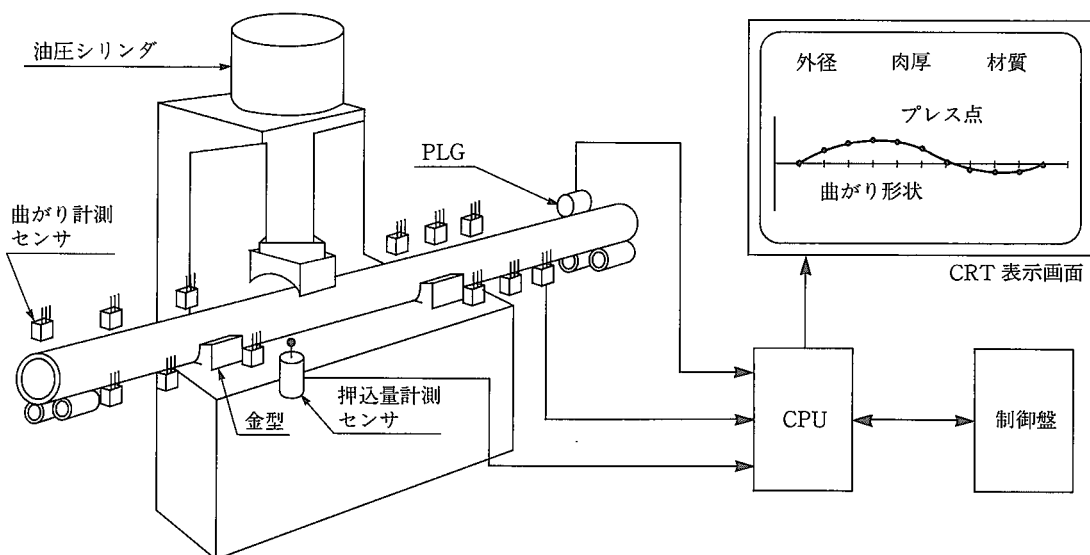 油圧シリンダ
外径 肉厚 材質
プレス点
曲がり形状
CRT 表示画面
PLG
曲がり計測
センサ
金型
押込量計測
センサ
CPU
制御盤